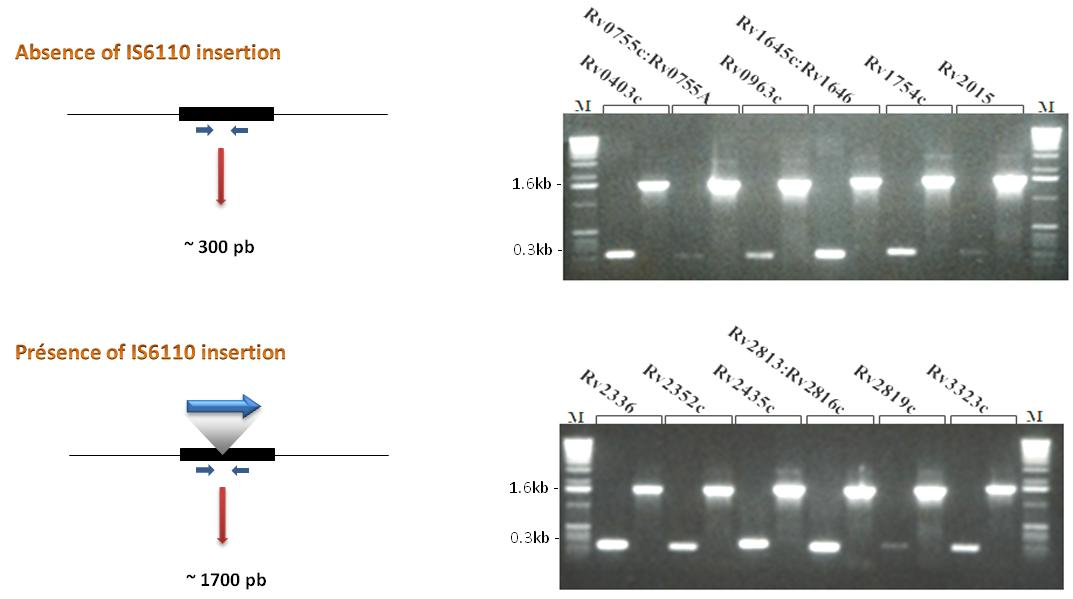 Absence of IS6110 insertion
~ 300 pb
Présence of IS6110 insertion
~ 1700 pb
M
Rv0403c
Rv0755c:Rv0755A
Rv0963c
Rv1645c:Rv1646
Rv1754c
Rv2015
M
1.6kb -
0.3kb -
M
Rv2336
Rv2352c
Rv2435c
Rv2813:Rv2816c
Rv2819c
Rv3323c
M
1.6kb -
0.3kb -